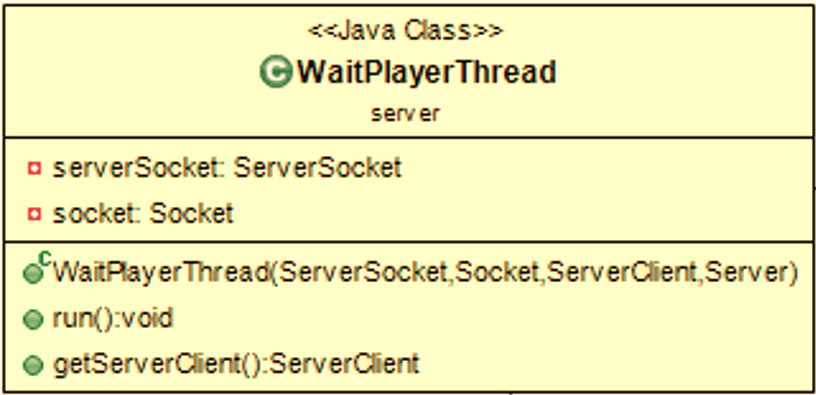 <<Java Class>>
C WaitPlayerThread
server
serverSocket: ServerSocket
socket: Socket
C WaitPlayerThread(ServerSocket,Socket,ServerClient,Server)
run():void
getServerClient():ServerClient